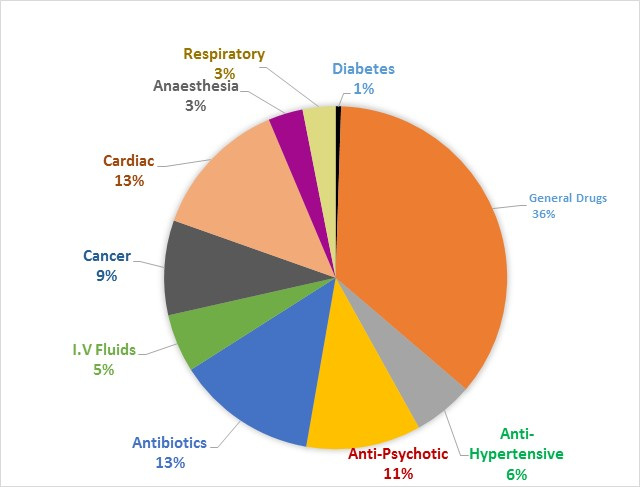 Respiratory
3%
Diabetes
1%
Anaesthesia
3%
Cardiac
13%
General Drugs
36%
Cancer
9%
I.V Fluids
5%
Antibiotics
13%
Anti-Psychotic
11%
Anti-
Hypertensive
6%